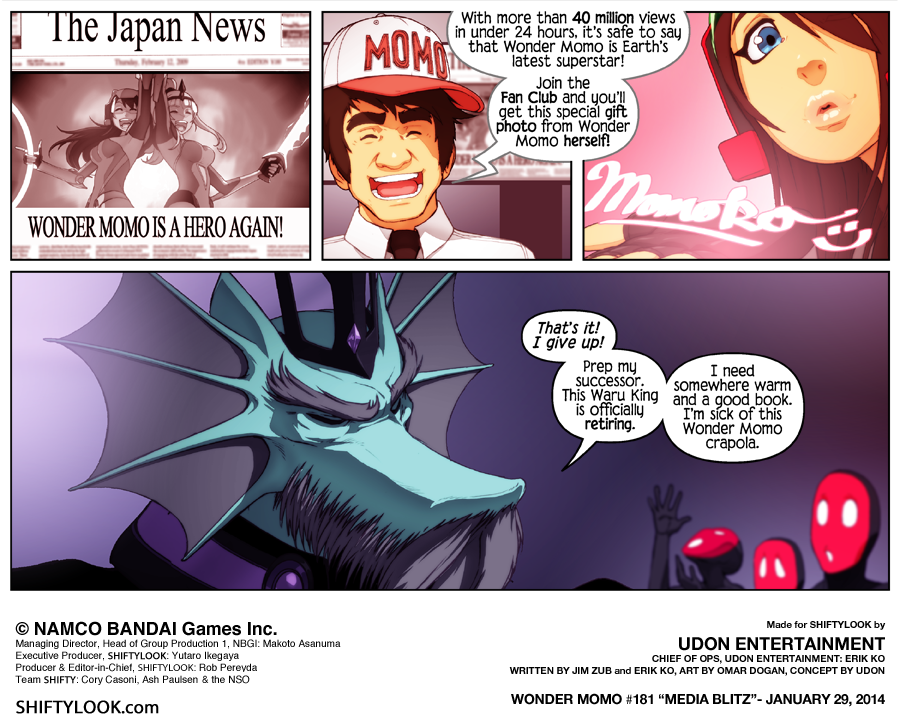 The Japan News
Thursday, February 12, 2009
WONDER MOMO IS A HERO AGAIN!
MOMO
With more than 40 million views
in under 24 hours, it's safe to say
that Wonder Momo is Earth's
latest superstar!
Join the
Fan Club and you'll
get this special gift
photo from Wonder
Momo herself!
Momoko
That's it!
I give up!
Prep my
successor.
This Waru King
is officially
retiring.
I need
somewhere warm
and a good book.
I'm sick of this
Wonder Momo
crapola.
© NAMCO BANDAI Games Inc.
Managing Director, Head of Group Production 1, NBGI: Makoto Asanuma
Executive Producer, SHIFTYLOOK: Yutaro Ikegaya
Producer & Editor-in-Chief, SHIFTYLOOK: Rob Pereyda
Team SHIFTY: Cory Casoni, Ash Paulsen & the NSO
SHIFTYLOOK.com
Made for SHIFTYLOOK by
UDON ENTERTAINMENT
CHIEF OF OPS, UDON ENTERTAINMENT: ERIK KO
WRITTEN BY JIM ZUB and ERIK KO, ART BY OMAR DOGAN, CONCEPT BY UDON
WONDER MOMO #181 “MEDIA BLITZ”- JANUARY 29, 2014